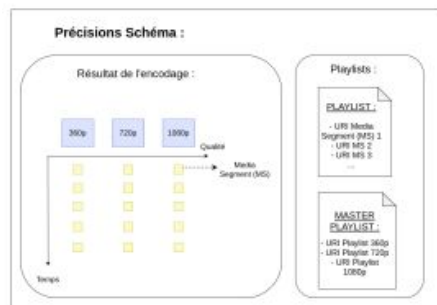 Précisions Schéma :
Résultat de l'encodage :
360p
720p
1080p
Qualité
Media
Segment (MS)
Temps
Playlists :
PLAYLIST :
- URI Media
Segment (MS) 1
- URI MS 2
- URI MS 3
...
MASTER
PLAYLIST :
- URI Playlist 360p
- URI Playlist 720p
- URI Playlist
1080p